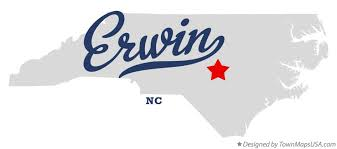 Erwin
NC
★ Designed by TownMapsUSA.com